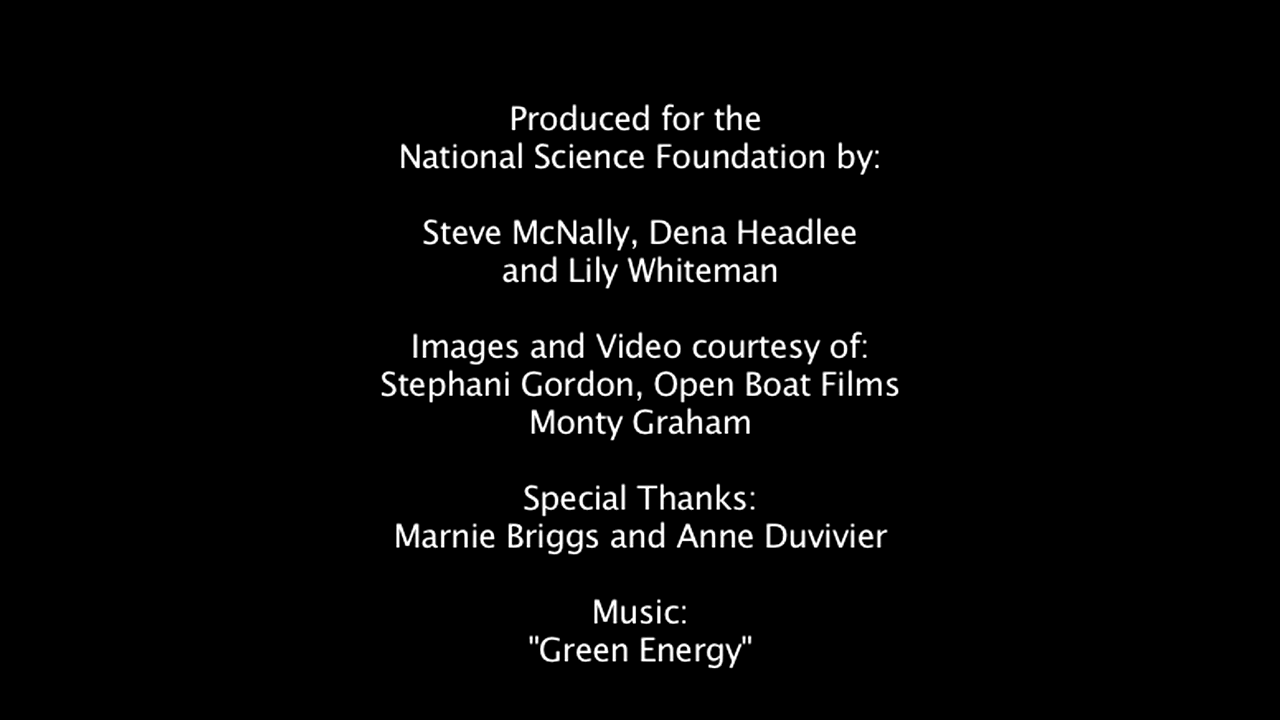 Produced for the
National Science Foundation by:
Steve McNally, Dena Headlee
and Lily Whiteman
Images and Video courtesy of:
Stephani Gordon, Open Boat Films
Monty Graham
Special Thanks:
Marnie Briggs and Anne Duvivier
Music:
"Green Energy"